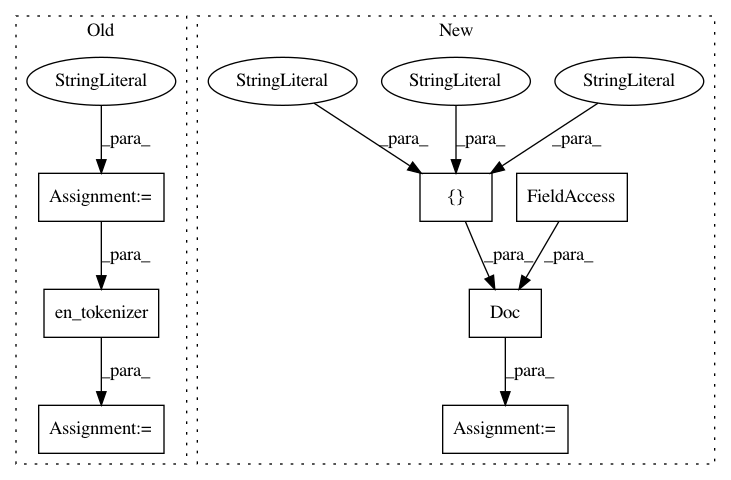 Old
New
StringLiteral
StringLiteral
StringLiteral
StringLiteral
_para_
_para_
_para_
_para_
Assignment:=
{}
FieldAccess
_para_
_para_
_para_
en_tokenizer
Doc
_para_
_para_
Assignment:=
Assignment:=